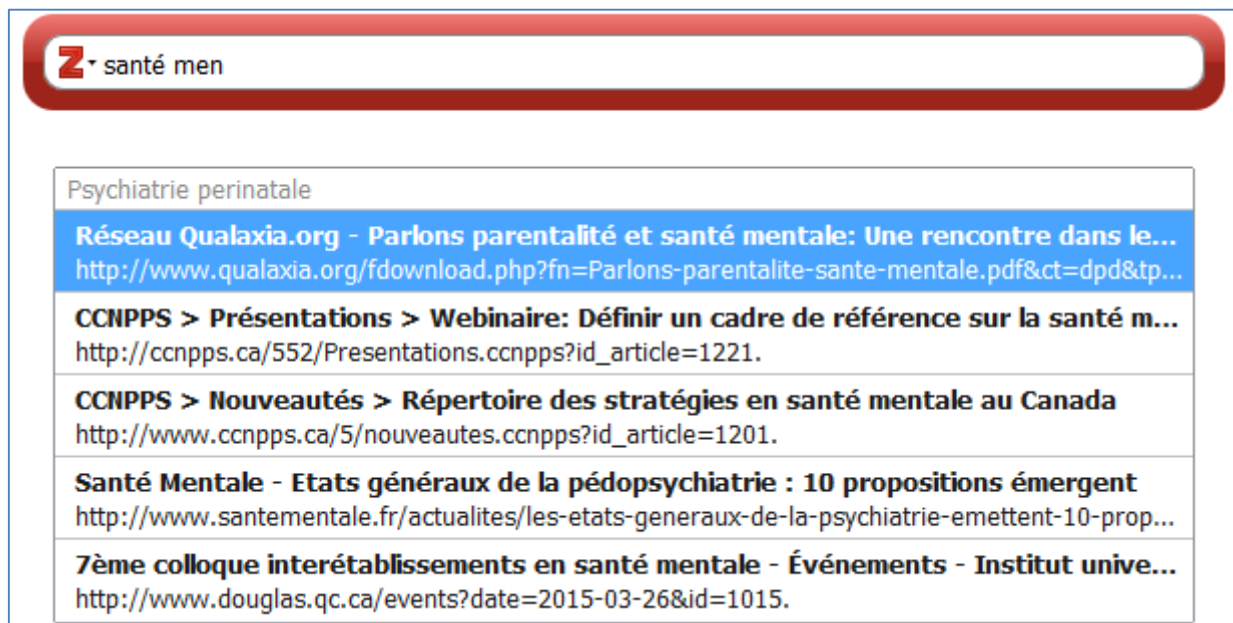 Z santé men
Psychiatrie perinatale
Réseau Qualaxia.org - Parlons parentalité et santé mentale: Une rencontre dans le...
http://www.qualaxia.org/fdownload.php?fn=Parlons-parentalite-sante-mentale.pdf&ct=dpd&tp...
CCNPPS > Présentations > Webinaire: Définir un cadre de référence sur la santé m...
http://ccnpps.ca/552/Presentations.ccnpps?id_article=1221.
CCNPPS > Nouveautés > Répertoire des stratégies en santé mentale au Canada
http://www.ccnpps.ca/5/nouveautes.ccnpps?id_article=1201.
Santé Mentale - Etats généraux de la pédopsychiatrie : 10 propositions émergent
http://www.santementale.fr/actualites/les-etats-generaux-de-la-psychiatrie-emettent-10-prop...
7ème colloque interétablissements en santé mentale - Événements - Institut unive...
http://www.douglas.qc.ca/events?date=2015-03-26&id=1015.